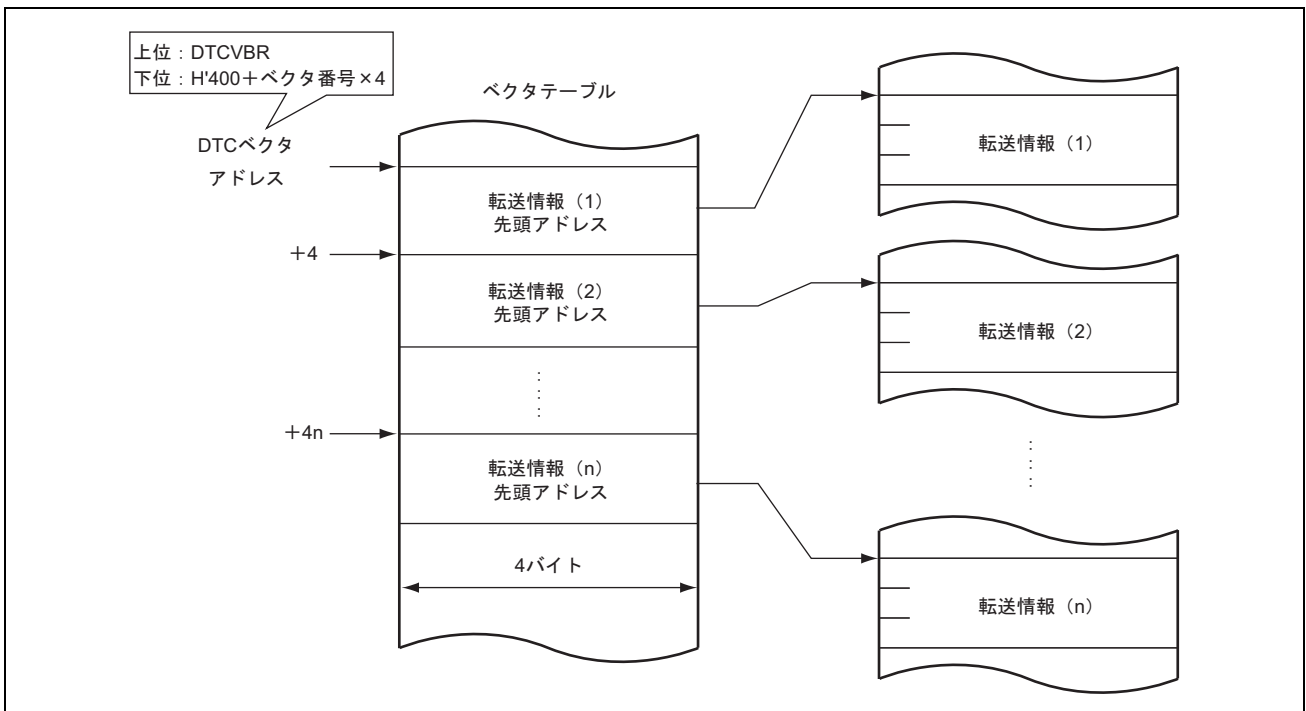 上位：DTCVBR
下位：H'400＋ベクタ番号×4
ベクタテーブル
DTCベクタ
アドレス
転送情報（1）
先頭アドレス
＋4
転送情報（2）
先頭アドレス
＋4n
転送情報（n）
先頭アドレス
4バイト
転送情報（1）
転送情報（2）
転送情報（n）